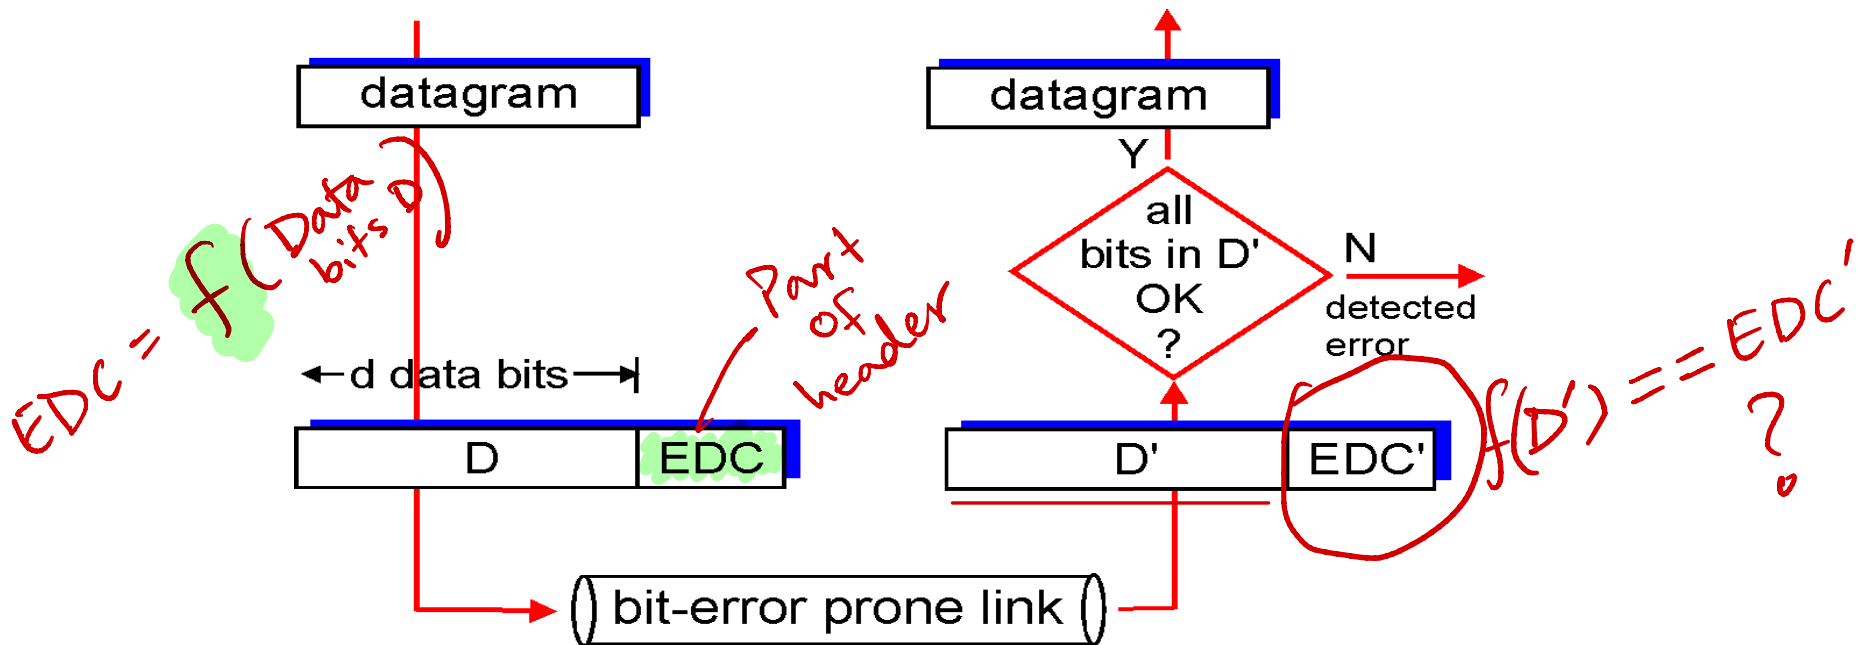 datagram
EDC = f (Data
bits D)
d data bits
D
EDC
Part
of
header
bit-error prone link
datagram
Y
all
bits in D'
OK
?
N
detected
error
D'
EDC'
f(D') == EDC'
?